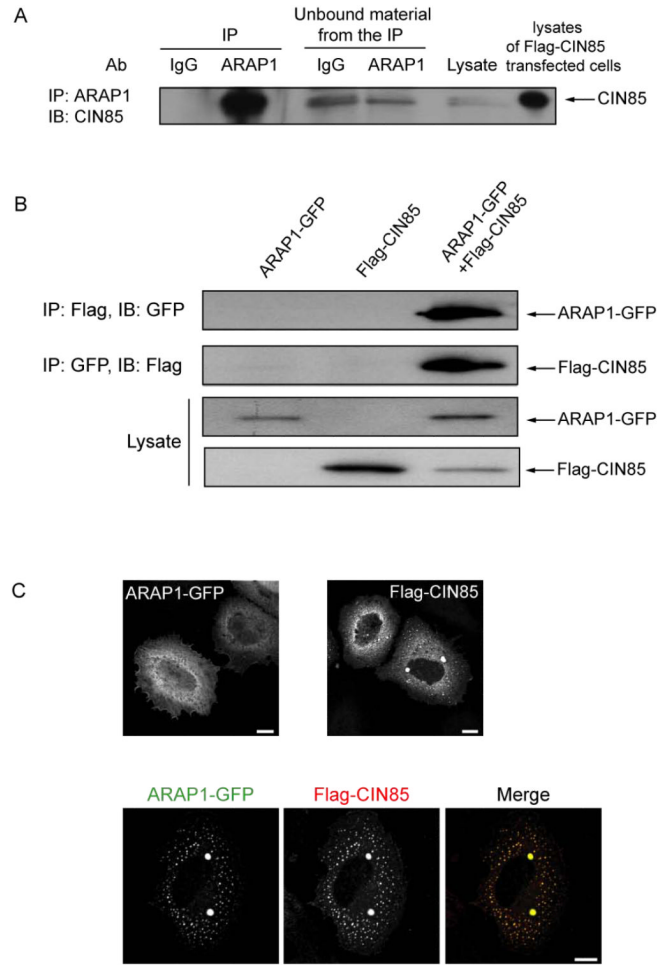 A
IP
Unbound material
from the IP
lysates
of Flag-CIN85
transfected cells
Ab
IgG
ARAP1
IgG
ARAP1
Lysate
IP: ARAP1
IB: CIN85
CIN85
B
ARAP1-GFP
Flag-CIN85
ARAP1-GFP
+Flag-CIN85
IP: Flag, IB: GFP
ARAP1-GFP
IP: GFP, IB: Flag
Flag-CIN85
Lysate
ARAP1-GFP
Flag-CIN85
C
ARAP1-GFP
Flag-CIN85
ARAP1-GFP
Flag-CIN85
Merge